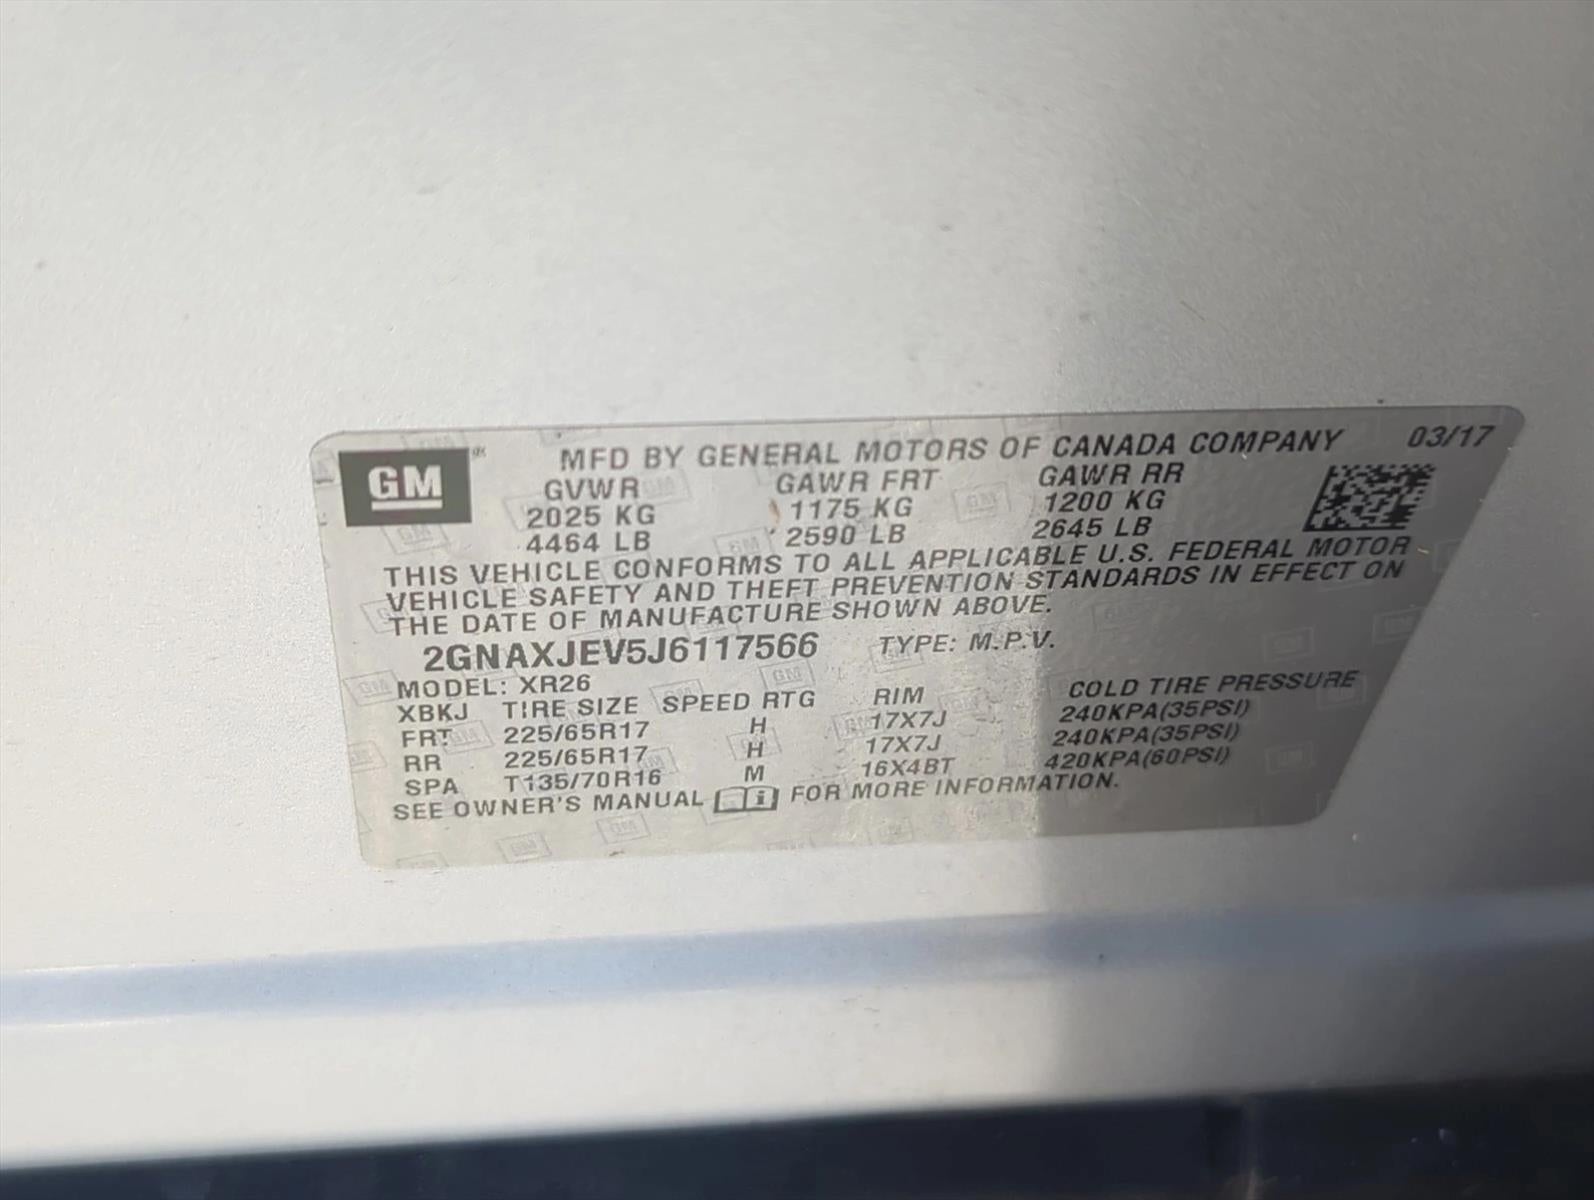 GM
MFD BY GENERAL MOTORS OF CANADA COMPANY 03/17
GVWR GAWR FRT GAWR RR
2025 KG 1175 KG 1200 KG
4464 LB 2590 LB 2645 LB
THIS VEHICLE CONFORMS TO ALL APPLICABLE U.S. FEDERAL MOTOR
VEHICLE SAFETY AND THEFT PREVENTION STANDARDS IN EFFECT ON
THE DATE OF MANUFACTURE SHOWN ABOVE.
2GNAXJEV5J6117566 TYPE: M.P.V.
MODEL: XR26
XBKJ TIRE SIZE SPEED RTG RIM COLD TIRE PRESSURE
FRT 225/65R17 H 17X7J 240KPA(35PSI)
RR 225/65R17 H 17X7J 240KPA(35PSI)
SPA T135/70R16 M 16X4BT 420KPA(60PSI)
SEE OWNER'S MANUAL i FOR MORE INFORMATION.